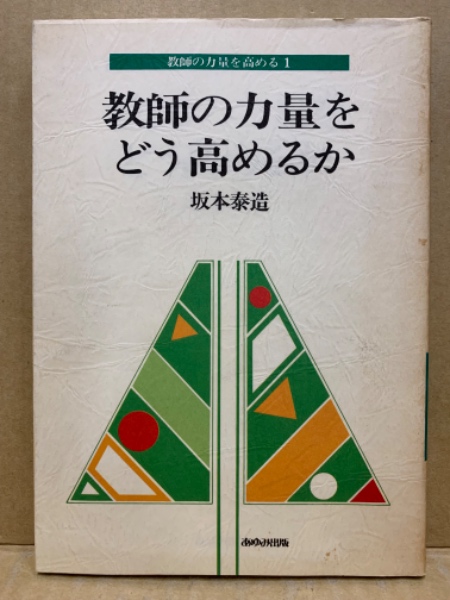 教師の力量を高める 1
教師の力量を
どう高めるか
坂本泰造
あゆみ出版